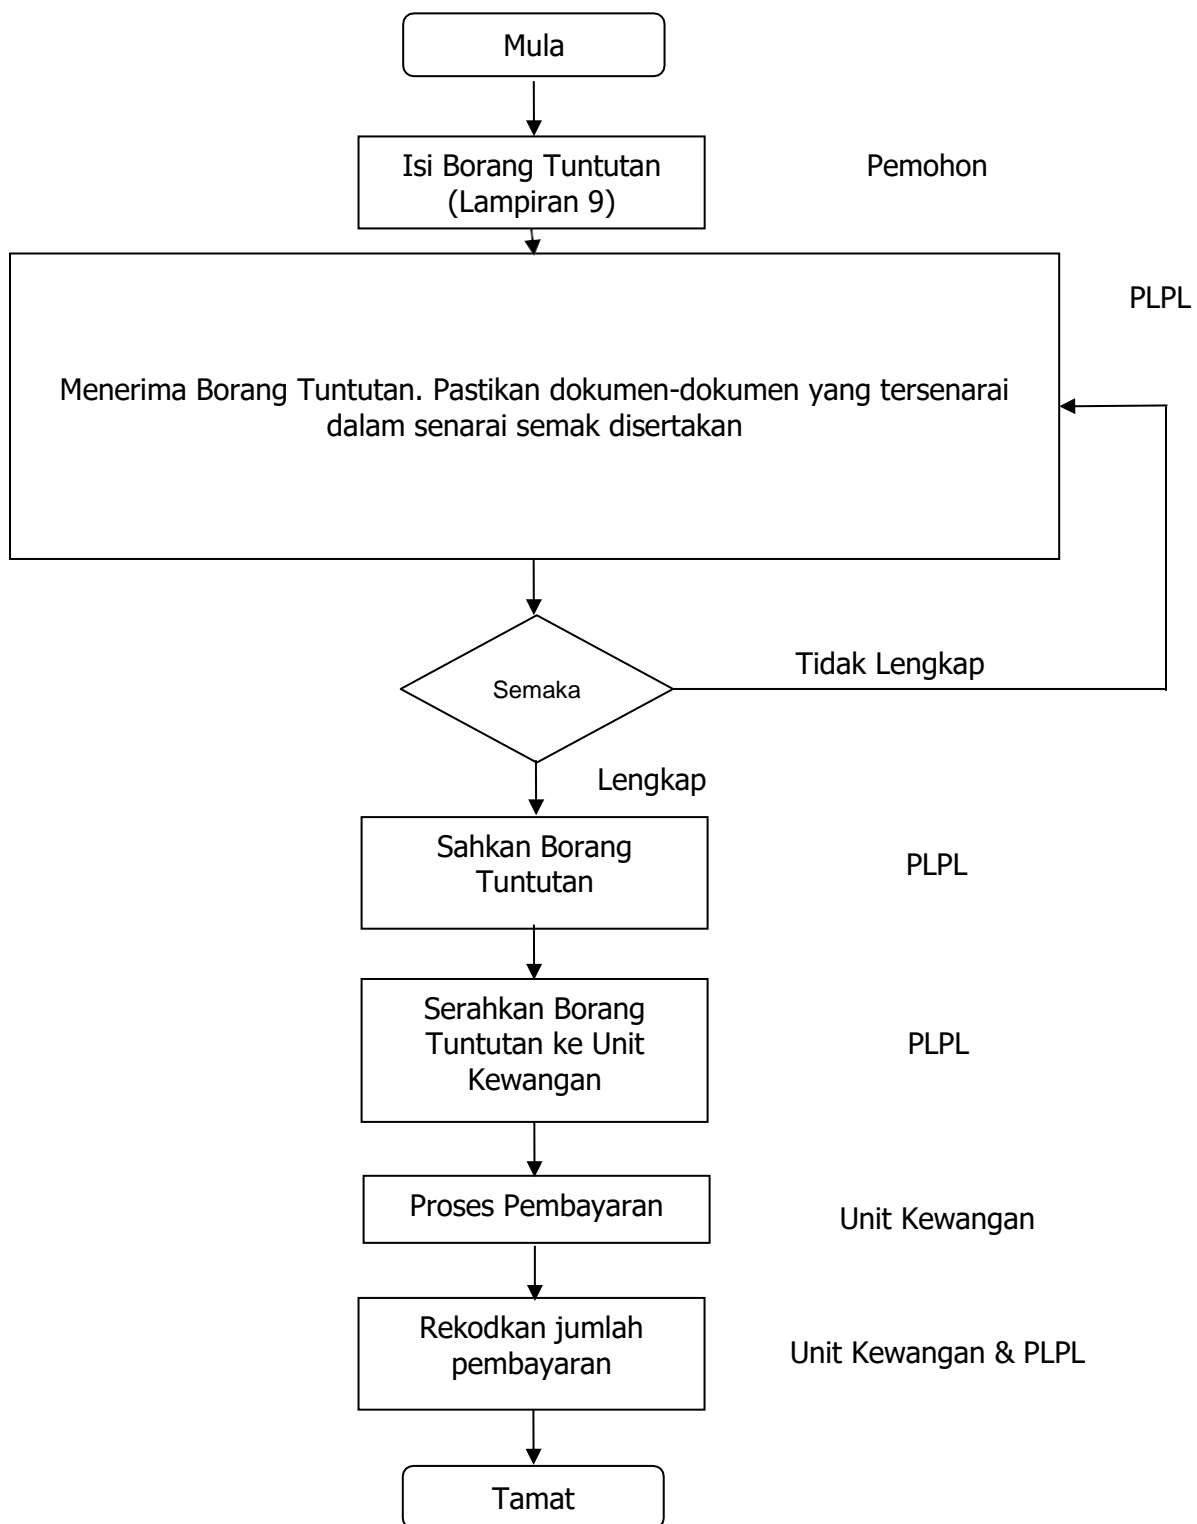 Mula
Isi Borang Tuntutan
(Lampiran 9)
Pemohon
PLPL
Menerima Borang Tuntutan. Pastikan dokumen-dokumen yang tersenarai
dalam senarai semak disertakan
Semaka
Tidak Lengkap
Lengkap
Sahkan Borang
Tuntutan
PLPL
Serahkan Borang
Tuntutan ke Unit
Kewangan
PLPL
Proses Pembayaran
Unit Kewangan
Rekodkan jumlah
pembayaran
Unit Kewangan & PLPL
Tamat